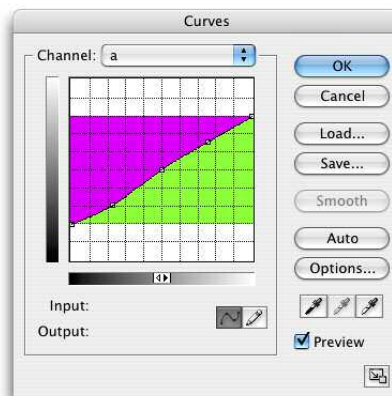 Curves
Channel: a
OK
Cancel
Load...
Save...
Smooth
Auto
Options...
Input:
Output:
Preview